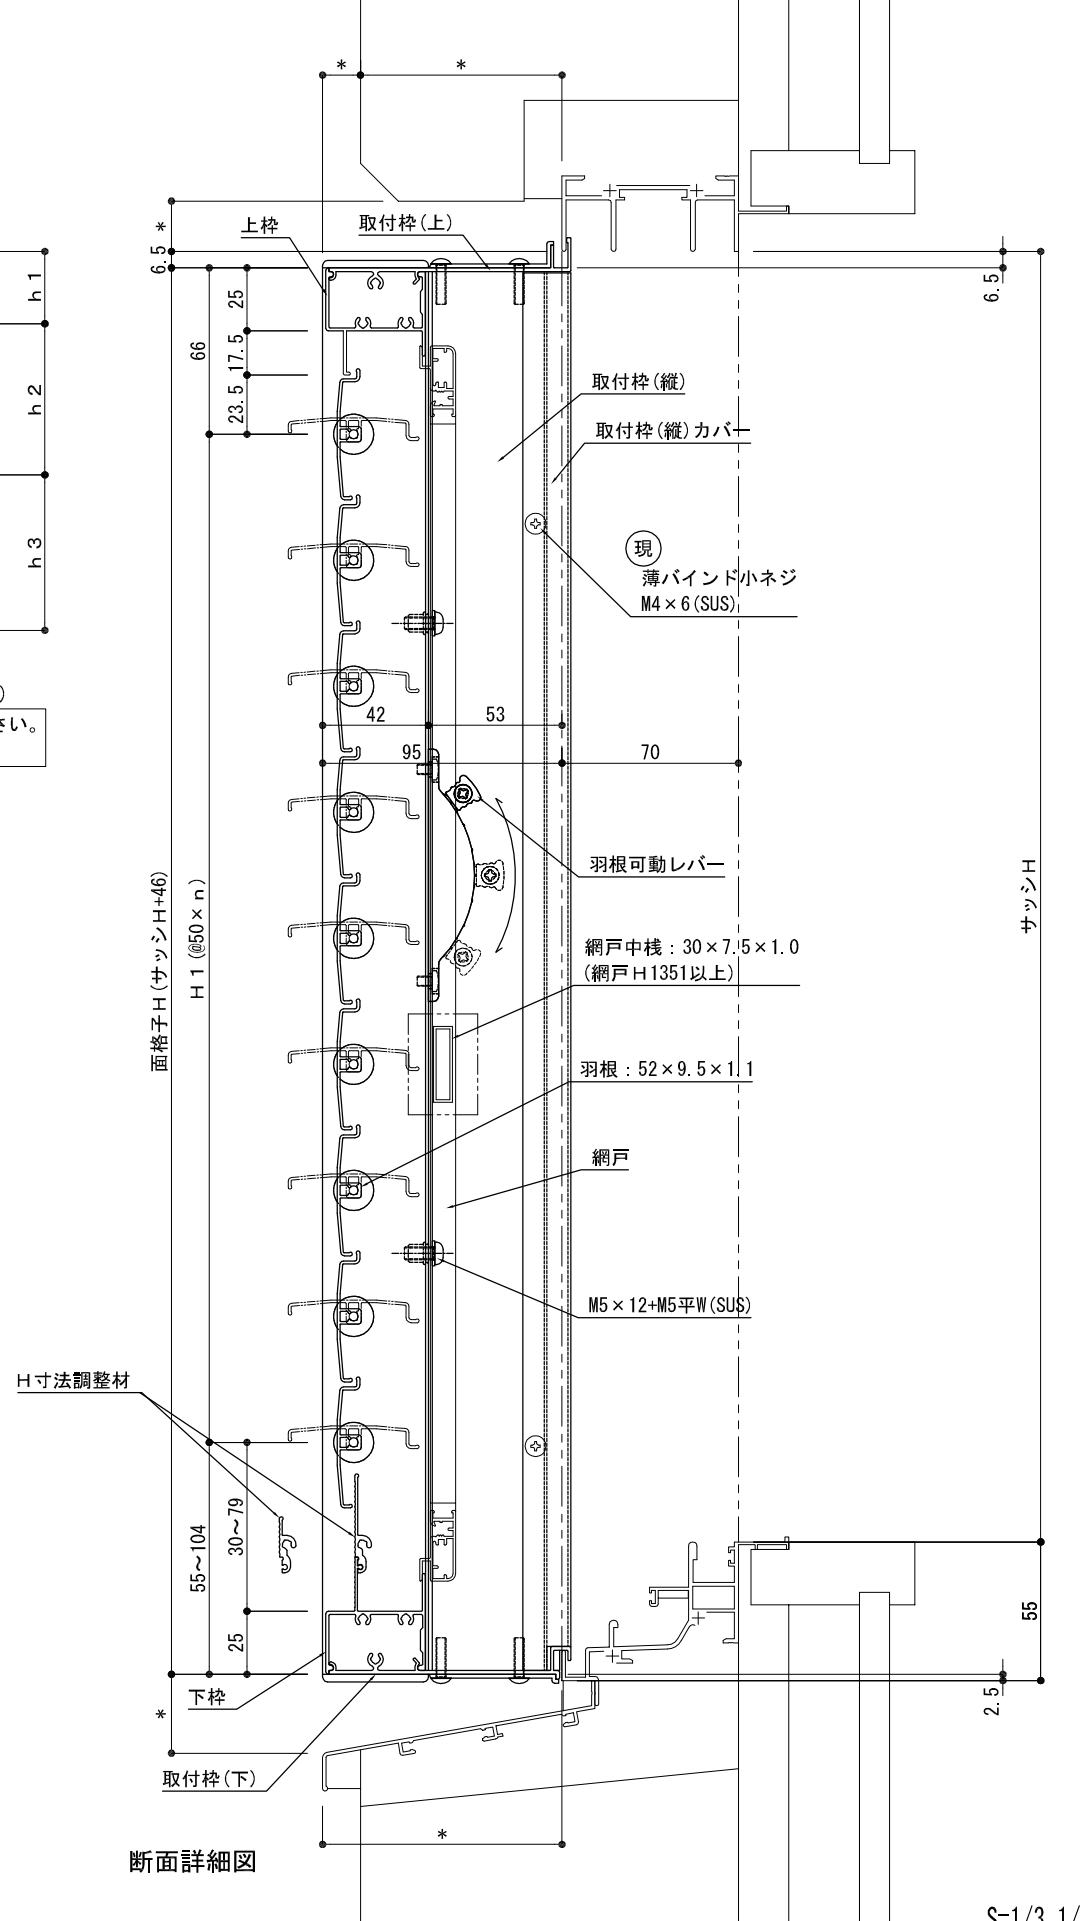 *
*
*
6.5
h1
h2
h3
)
さい。
上枠
取付枠(上)
25
17.5
66
23.5
6.5
取付枠(縦)
取付枠(縦)カバー
現
薄バインド小ネジ
M4×6(SUS)
42
53
95
70
羽根可動レバー
網戸中桟:30×7.5×1.0
(網戸H1351以上)
羽根:52×9.5×1.1
網戸
M5×12+M5平W(SUS)
面格子H(サッシH+46)
H1(@50×n)
サッシH
H寸法調整材
30~79
55~104
25
55
2.5
下枠
*
取付枠(下)
*
断面詳細図
S-1/3 1/